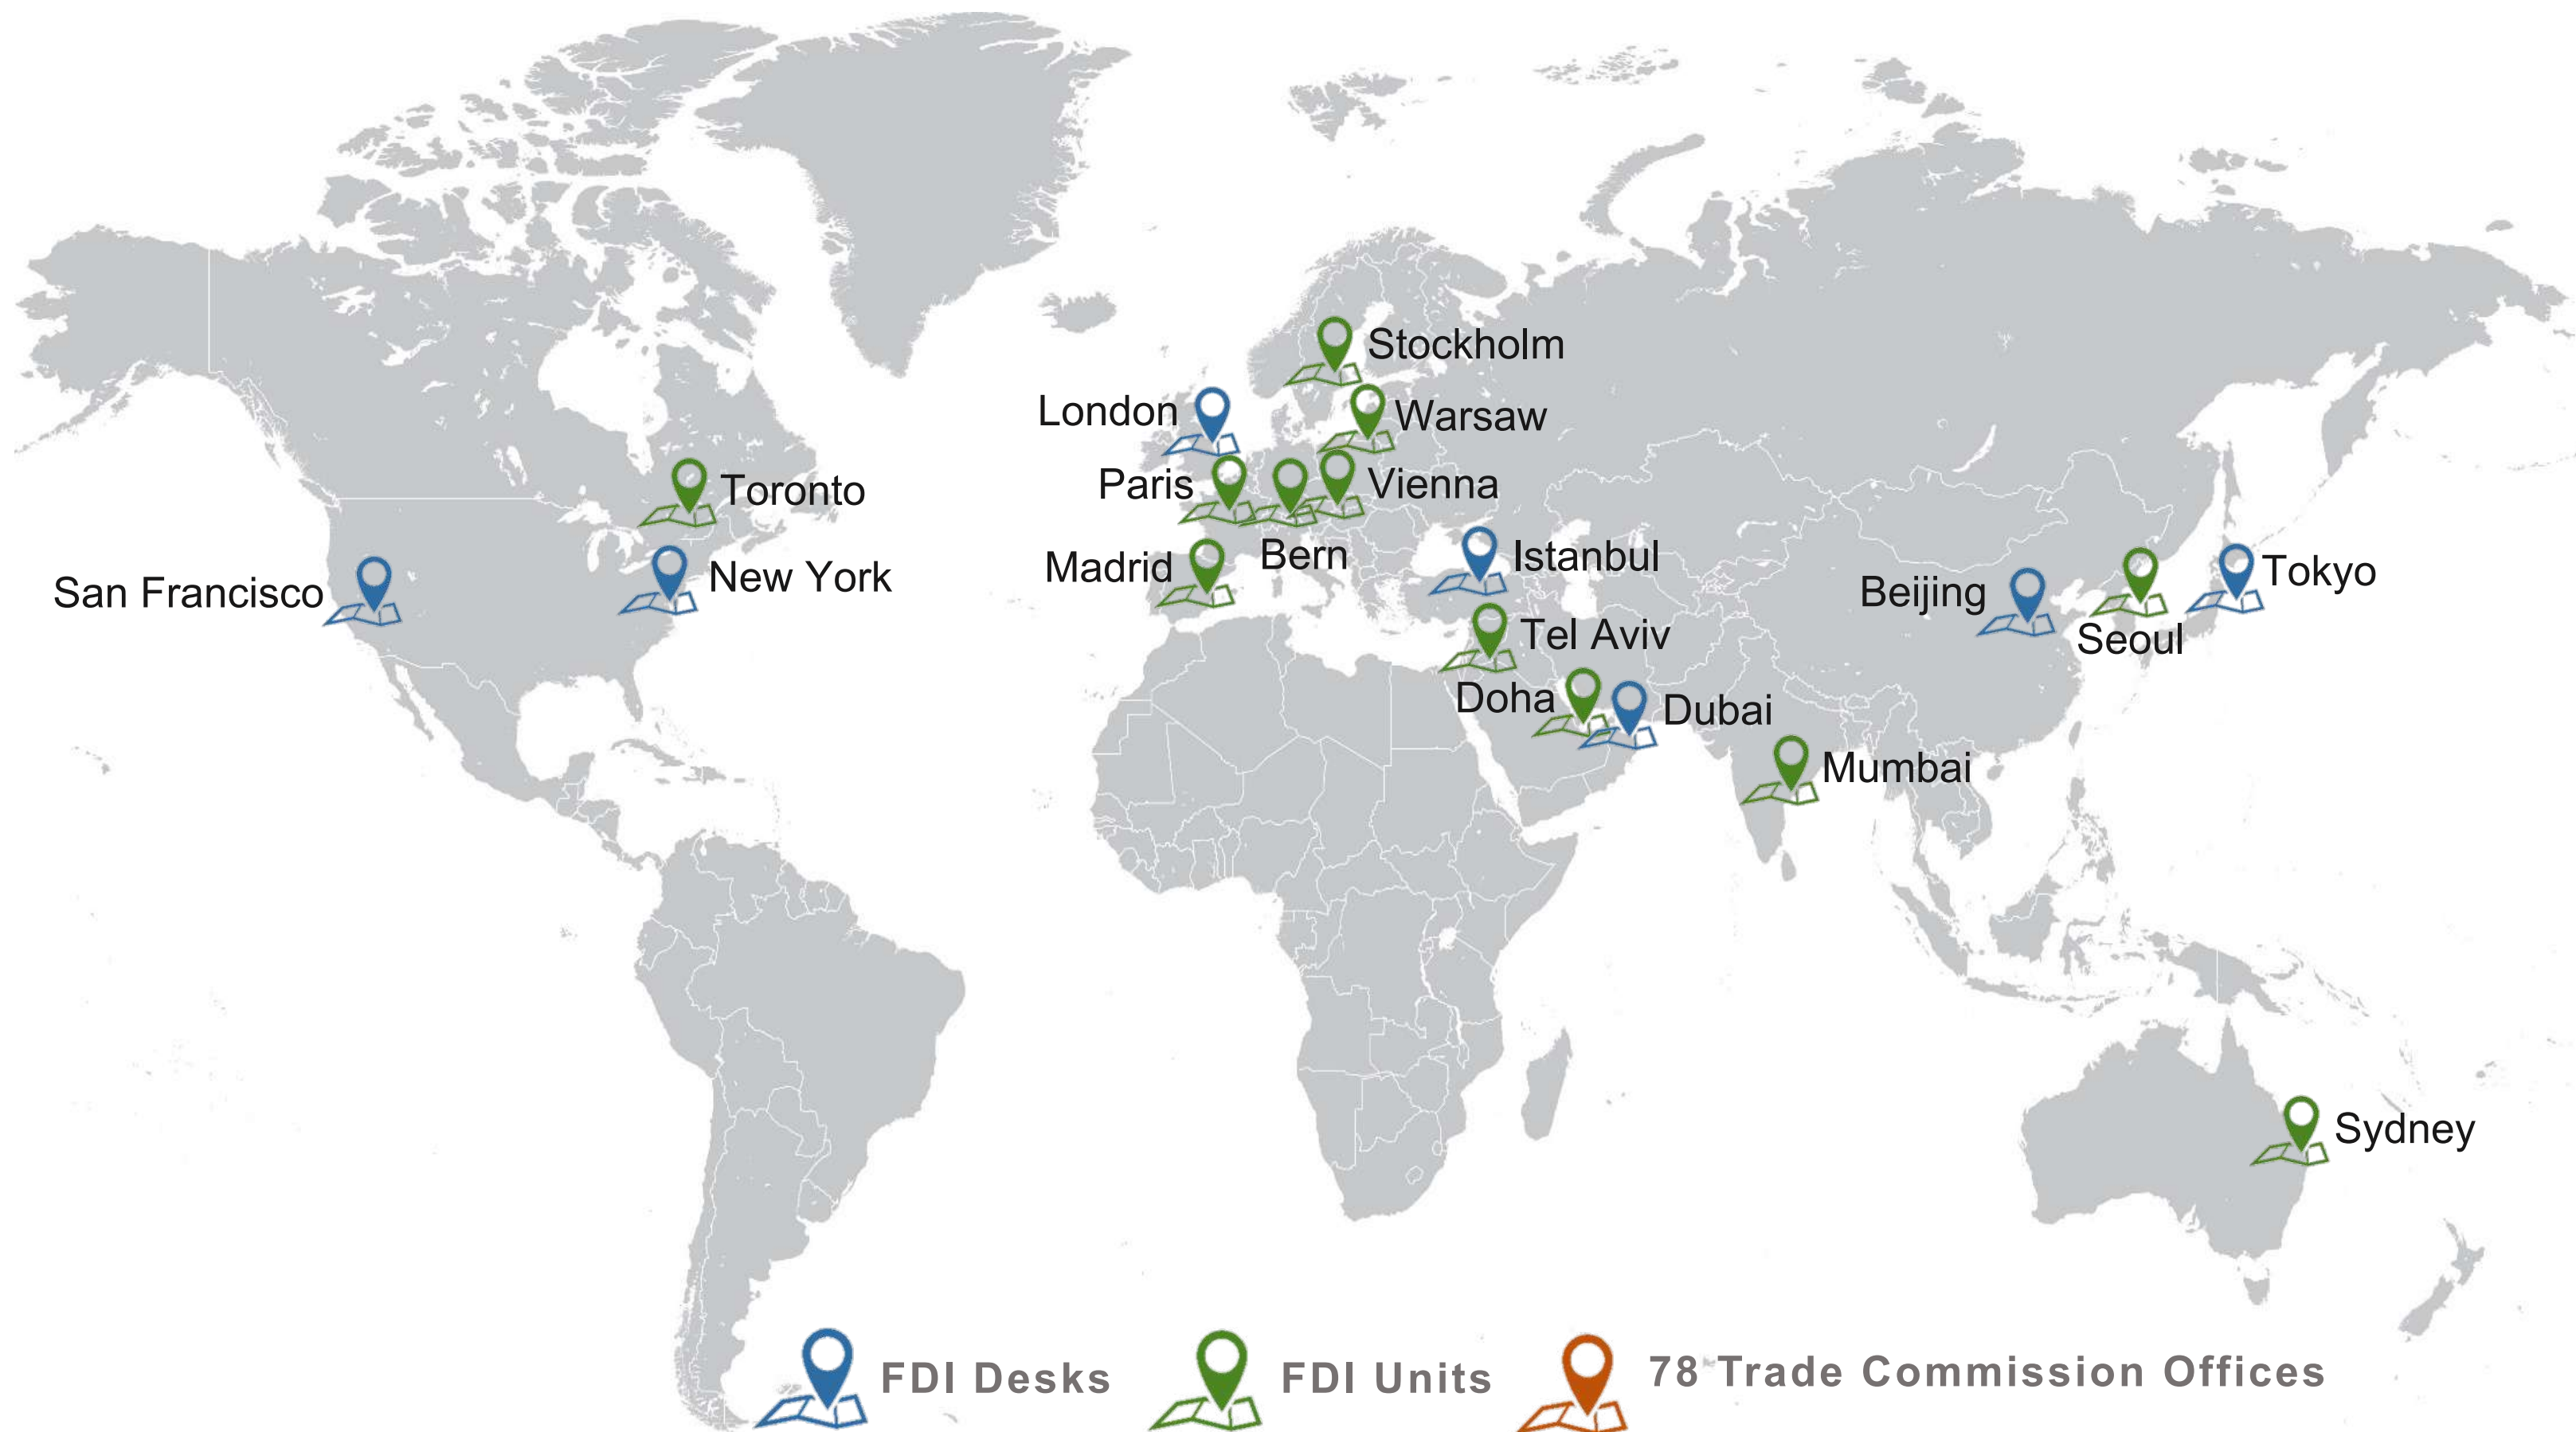 Stockholm
London
Warsaw
Toronto
Paris
Vienna
San Francisco
New York
Madrid
Bern
Istanbul
Beijing
Tokyo
Tel Aviv
Seoul
Doha
Dubai
Mumbai
Sydney
FDI Desks
FDI Units
78 Trade Commission Offices